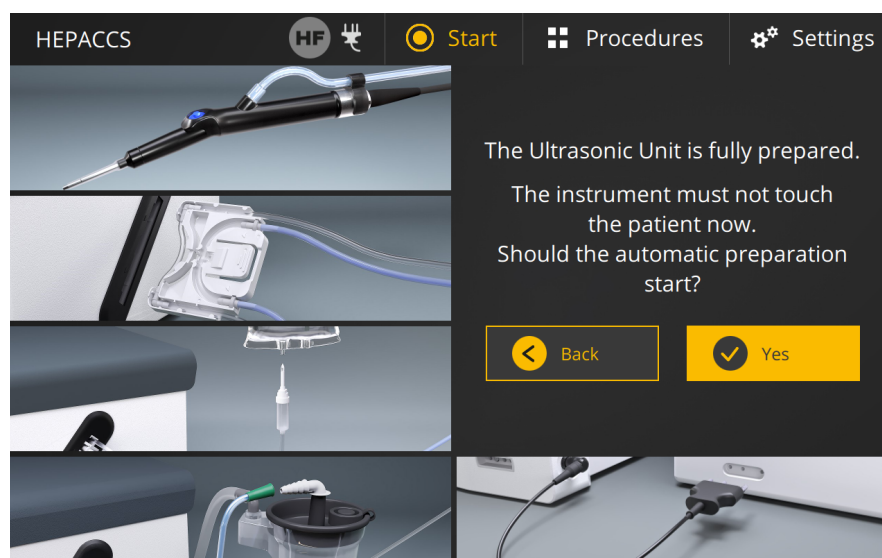 HEPACCS
HF
Start
Procedures
Settings
The Ultrasonic Unit is fully prepared.
The instrument must not touch
the patient now.
Should the automatic preparation
start?
Back
Yes